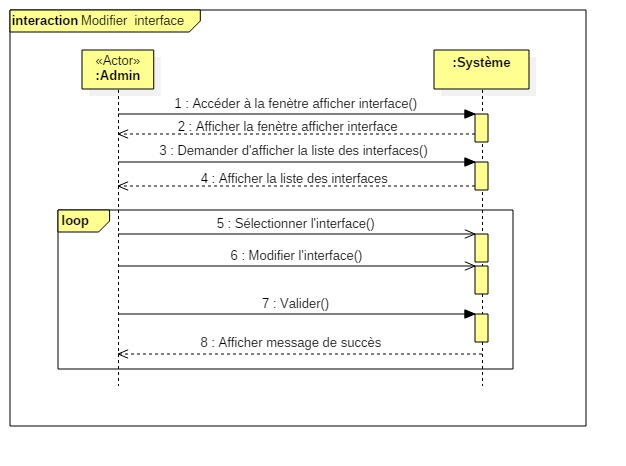 interaction Modifier interface
«Actor»
:Admin
:Système
1 : Accéder à la fenètre afficher interface()
2 : Afficher la fenètre afficher interface
3 : Demander d'afficher la liste des interfaces()
4 : Afficher la liste des interfaces
loop
5 : Sélectionner l'interface()
6 : Modifier l'interface()
7 : Valider()
8 : Afficher message de succès